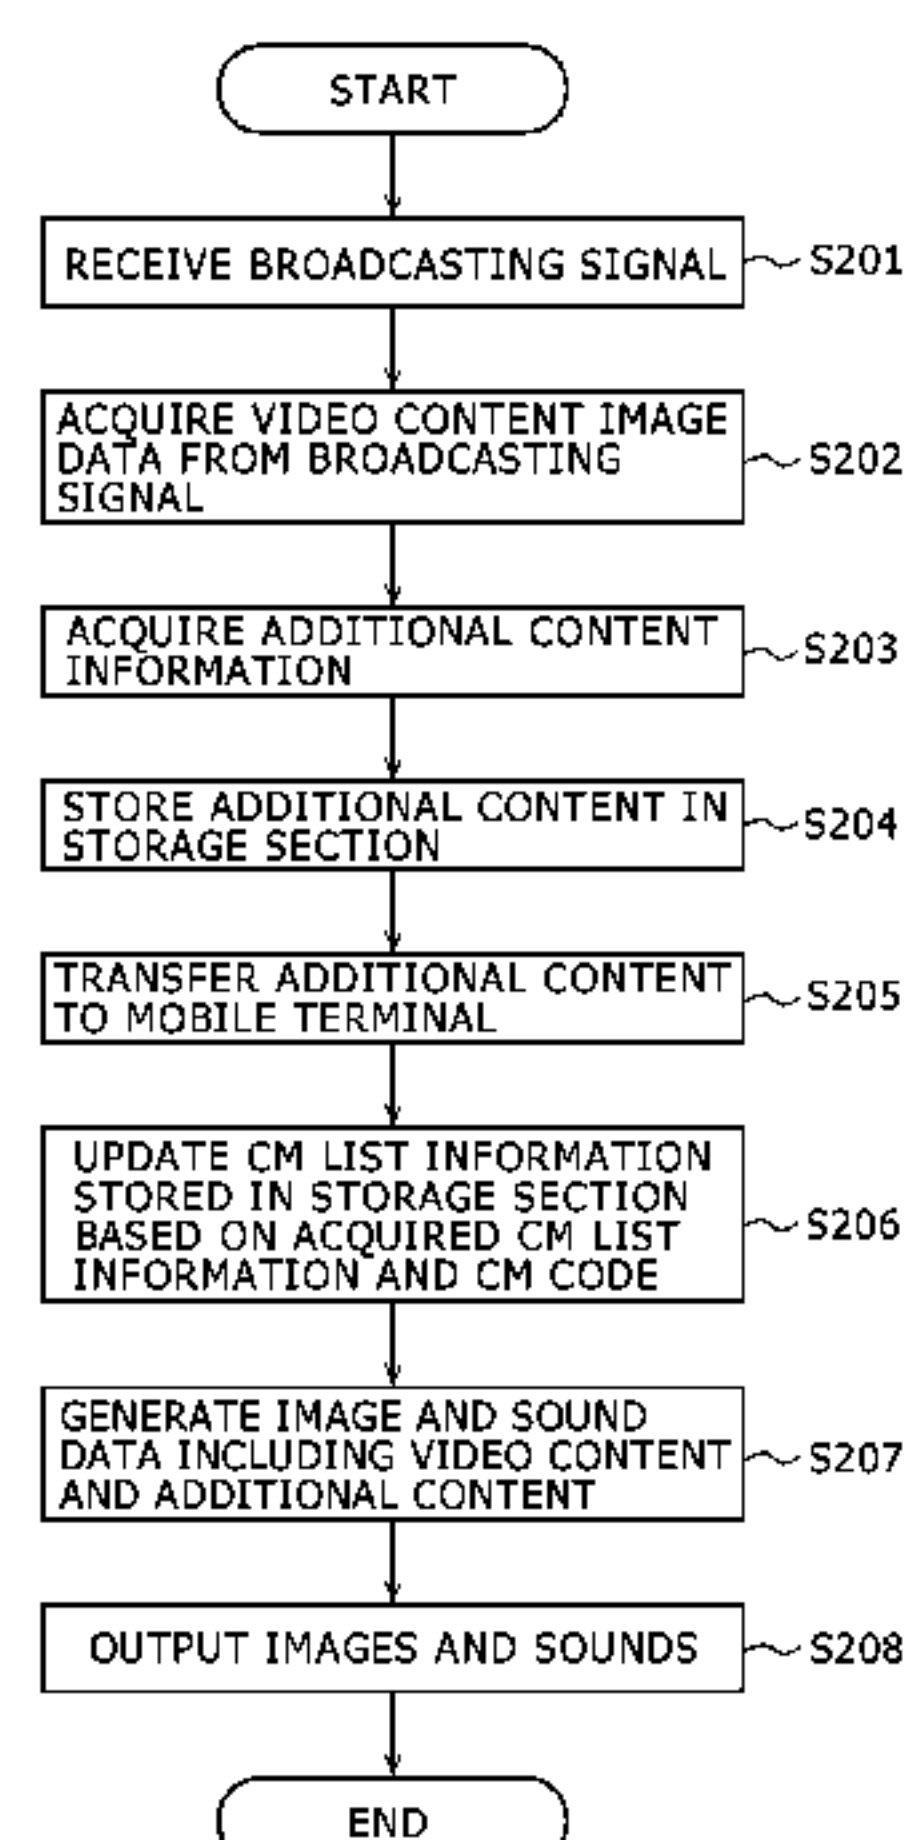 START
RECEIVE BROADCASTING SIGNAL
S201
ACQUIRE VIDEO CONTENT IMAGE
DATA FROM BROADCASTING
SIGNAL
S202
ACQUIRE ADDITIONAL CONTENT
INFORMATION
S203
STORE ADDITIONAL CONTENT IN
STORAGE SECTION
S204
TRANSFER ADDITIONAL CONTENT
TO MOBILE TERMINAL
S205
UPDATE CM LIST INFORMATION
STORED IN STORAGE SECTION
BASED ON ACQUIRED CM LIST
INFORMATION AND CM CODE
S206
GENERATE IMAGE AND SOUND
DATA INCLUDING VIDEO CONTENT
AND ADDITIONAL CONTENT
S207
OUTPUT IMAGES AND SOUNDS
S208
END